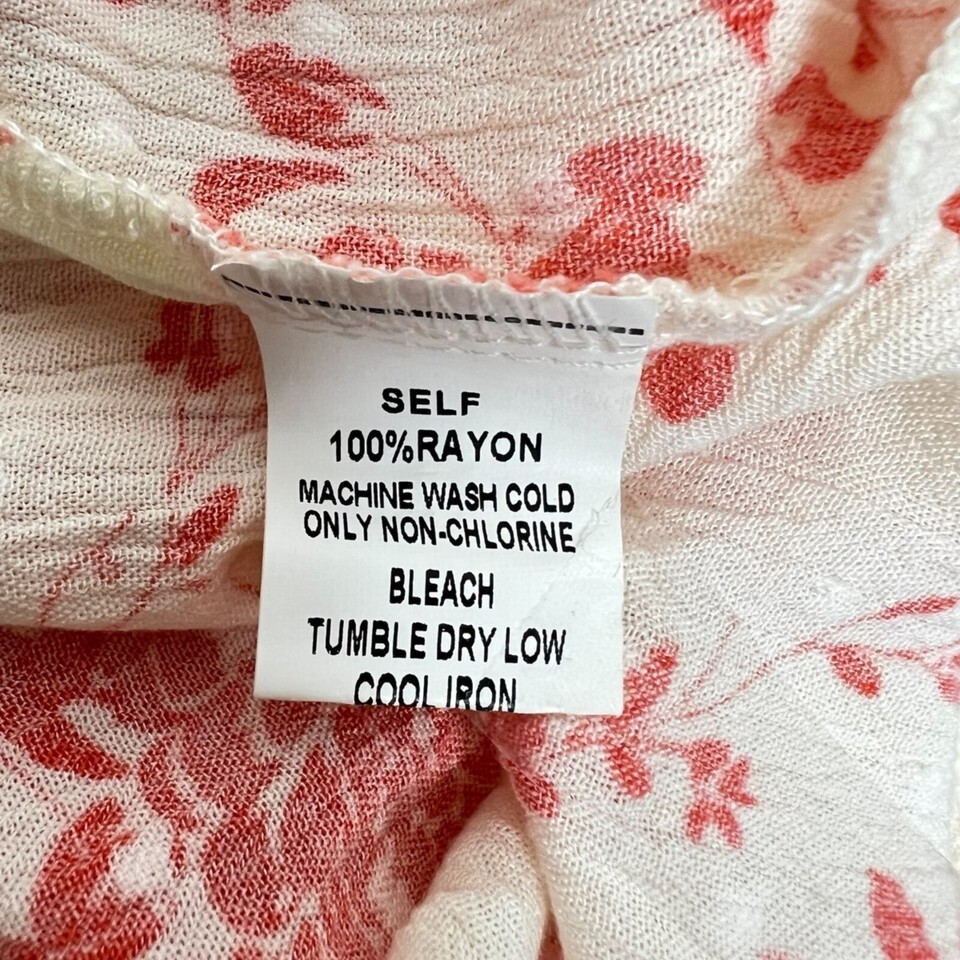 SELF
100%RAYON
MACHINE WASH COLD
ONLY NON-CHLORINE
BLEACH
TUMBLE DRY LOW
COOL IRON